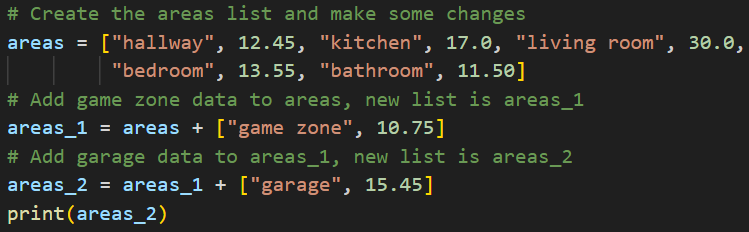 # Create the areas list and make some changes
areas = ["hallway", 12.45, "kitchen", 17.0, "living room", 30.0,
"bedroom", 13.55, "bathroom", 11.50]
# Add game zone data to areas, new list is areas_1
areas_1 = areas + ["game zone", 10.75]
# Add garage data to areas_1, new list is areas_2
areas_2 = areas_1 + ["garage", 15.45]
print(areas_2)